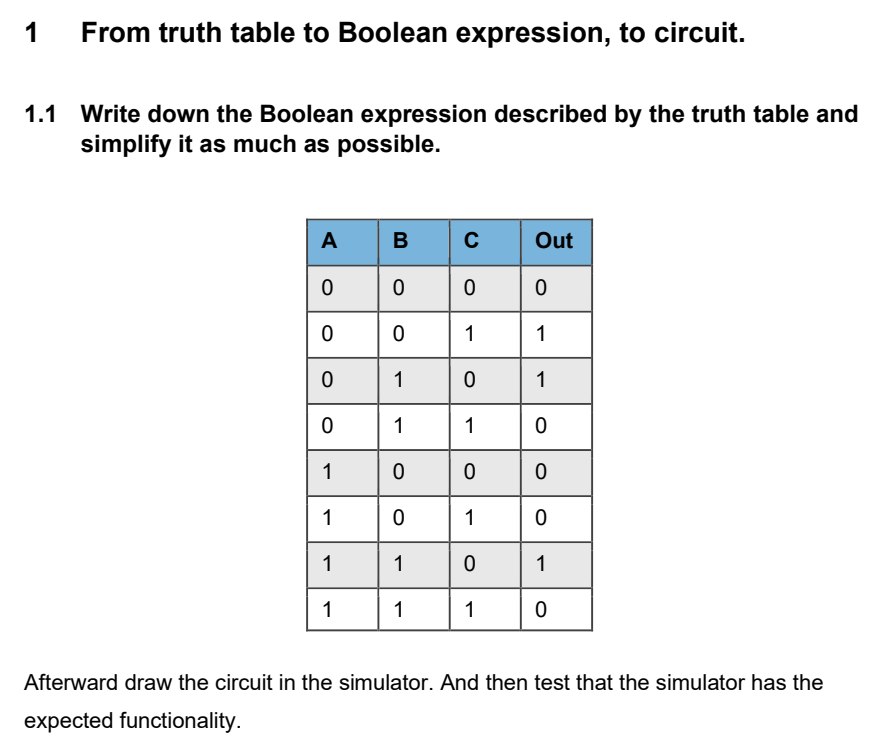 1 From truth table to Boolean expression, to circuit.
1.1 Write down the Boolean expression described by the truth table and
simplify it as much as possible.
A B C Out
0 0 0 0
0 0 1 1
0 1 0 1
0 1 1 0
1 0 0 0
1 0 1 0
1 1 0 1
1 1 1 0
Afterward draw the circuit in the simulator. And then test that the simulator has the
expected functionality.